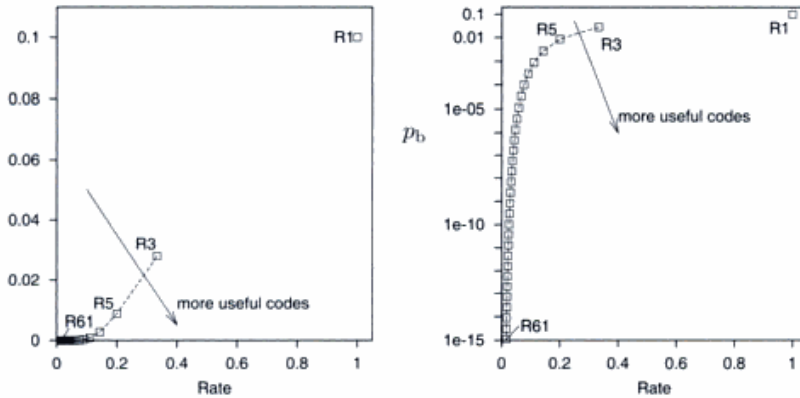 0.1
0.08
0.06
0.04
0.02
0
R1
R3
R5
R61
more useful codes
0
0.2
0.4
0.6
0.8
1
Rate
pb
0.1
0.01
1e-05
1e-10
1e-15
R5
R3
R1
more useful codes
R61
0
0.2
0.4
0.6
0.8
1
Rate